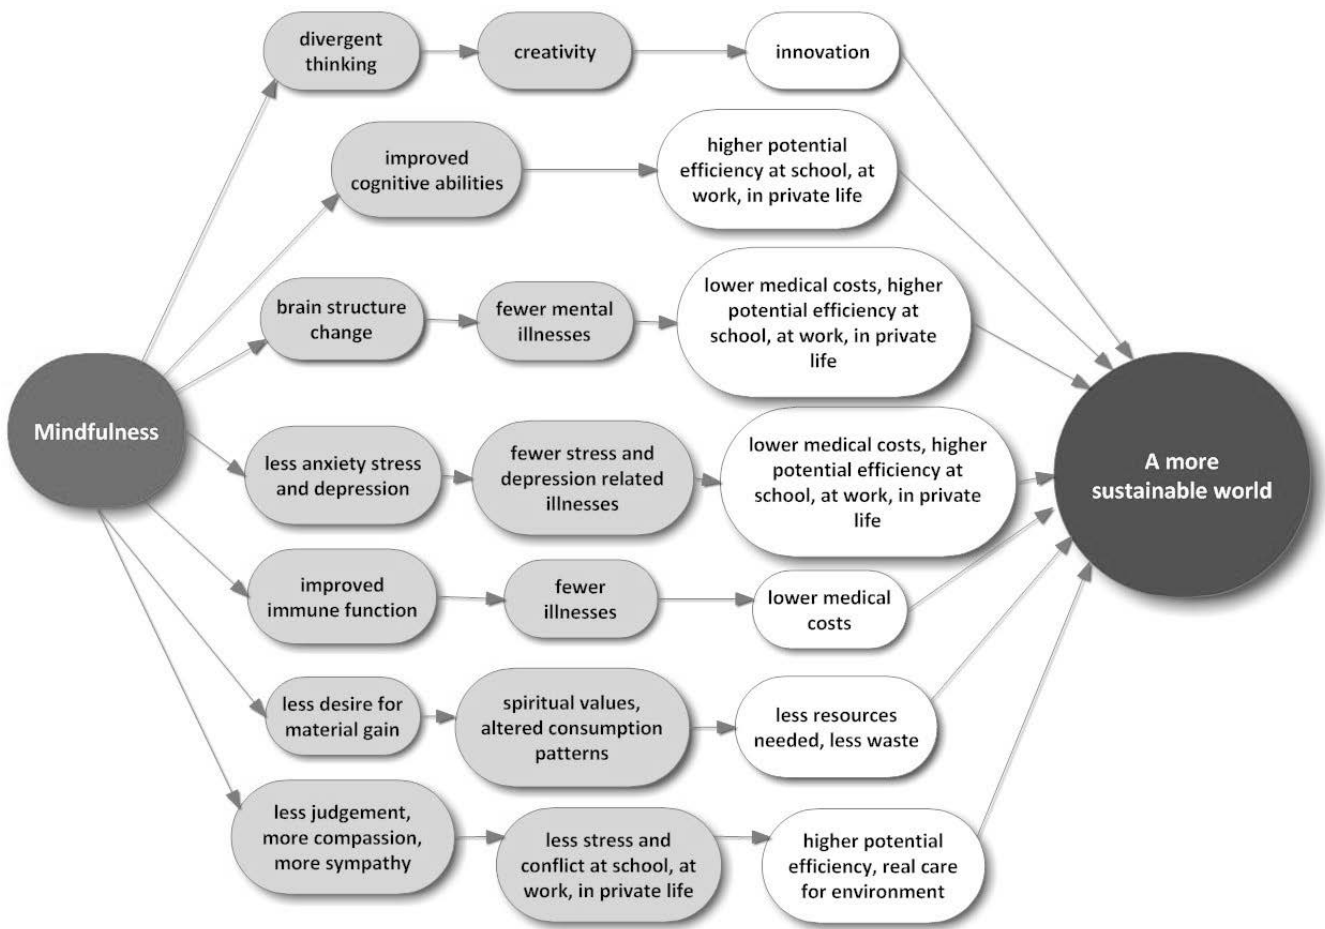 divergent
thinking
creativity
innovation
improved
cognitive abilities
higher potential
efficiency at school, at
work, in private life
brain structure
change
fewer mental
illnesses
lower medical costs, higher
potential efficiency at
school, at work, in private
life
Mindfulness
less anxiety stress
and depression
fewer stress and
depression related
illnesses
lower medical costs, higher
potential efficiency at
school, at work, in private
life
A more
sustainable world
improved
immune function
fewer
illnesses
lower medical
costs
less desire for
material gain
spiritual values,
altered consumption
patterns
less resources
needed, less waste
less judgement,
more compassion,
more sympathy
less stress and
conflict at school, at
work, in private life
higher potential
efficiency, real care
for environment